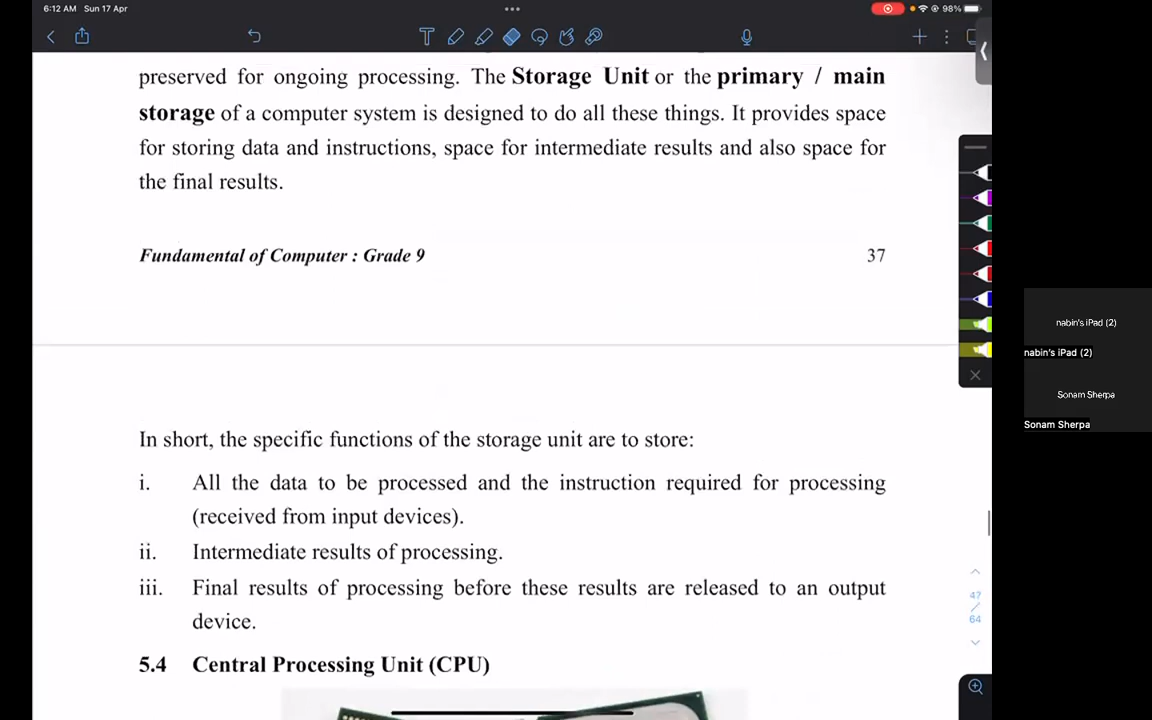 6:12 AM Sun 17 Apr
98%
preserved for ongoing processing. The Storage Unit or the primary / main
storage of a computer system is designed to do all these things. It provides space
for storing data and instructions, space for intermediate results and also space for
the final results.
Fundamental of Computer : Grade 9
37
In short, the specific functions of the storage unit are to store:
i. All the data to be processed and the instruction required for processing
(received from input devices).
ii. Intermediate results of processing.
iii. Final results of processing before these results are released to an output
device.
5.4 Central Processing Unit (CPU)
47
/
64
nabin's iPad (2)
nabin's iPad (2)
Sonam Sherpa
Sonam Sherpa